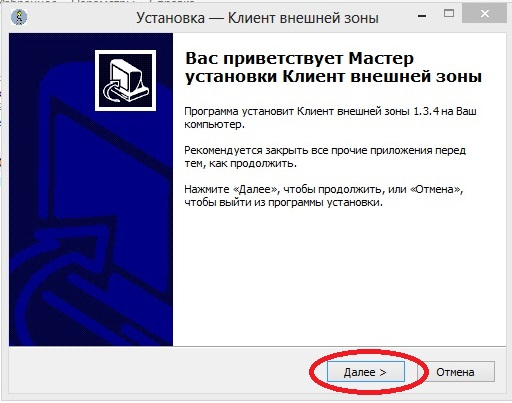 Установка — Клиент внешней зоны
Вас приветствует Мастер
установки Клиент внешней зоны
Программа установит Клиент внешней зоны 1.3.4 на Ваш
компьютер.
Рекомендуется закрыть все прочие приложения перед
тем, как продолжить.
Нажмите «Далее», чтобы продолжить, или «Отмена»,
чтобы выйти из программы установки.
Далее >
Отмена